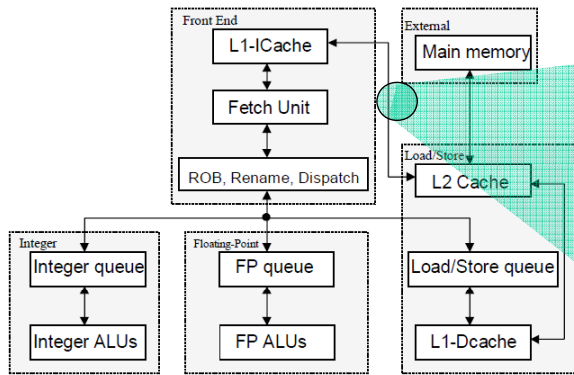 Front End
L1-ICache
Fetch Unit
ROB, Rename, Dispatch
External
Main memory
Load/Store
L2 Cache
Integer
Integer queue
Integer ALUs
Floating-Point
FP queue
FP ALUs
Load/Store queue
L1-Dcache